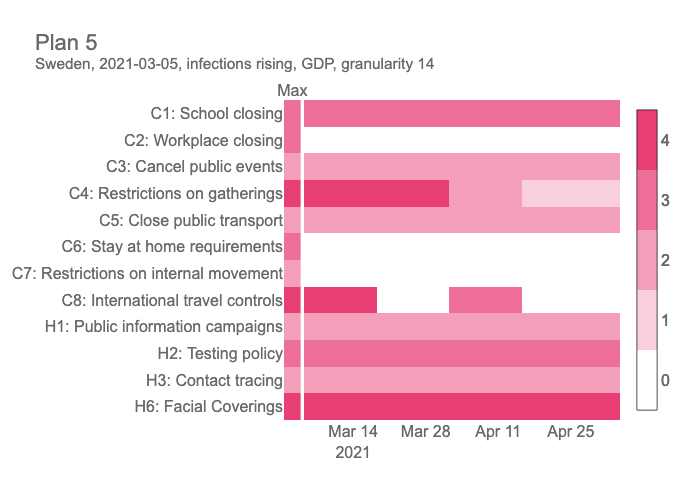 Plan 5
Sweden, 2021-03-05, infections rising, GDP, granularity 14
Max
C1: School closing
C2: Workplace closing
C3: Cancel public events
C4: Restrictions on gatherings
C5: Close public transport
C6: Stay at home requirements
C7: Restrictions on internal movement
C8: International travel controls
H1: Public information campaigns
H2: Testing policy
H3: Contact tracing
H6: Facial Coverings
Mar 14 Mar 28 Apr 11 Apr 25
2021
4
3
2
1
0